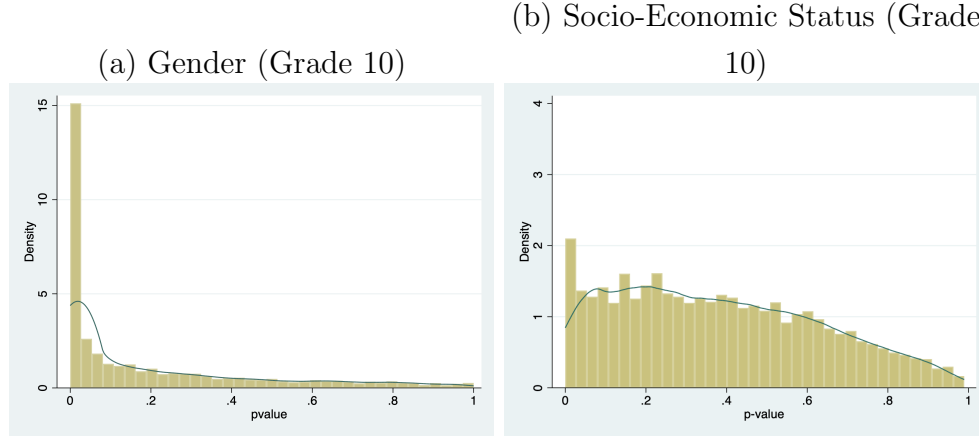 (a) Gender (Grade 10)
15
10
5
0
Density
0 .2 .4 .6 .8 1
pvalue
(b) Socio-Economic Status (Grade
10)
4
3
2
1
0
Density
0 .2 .4 .6 .8 1
p-value